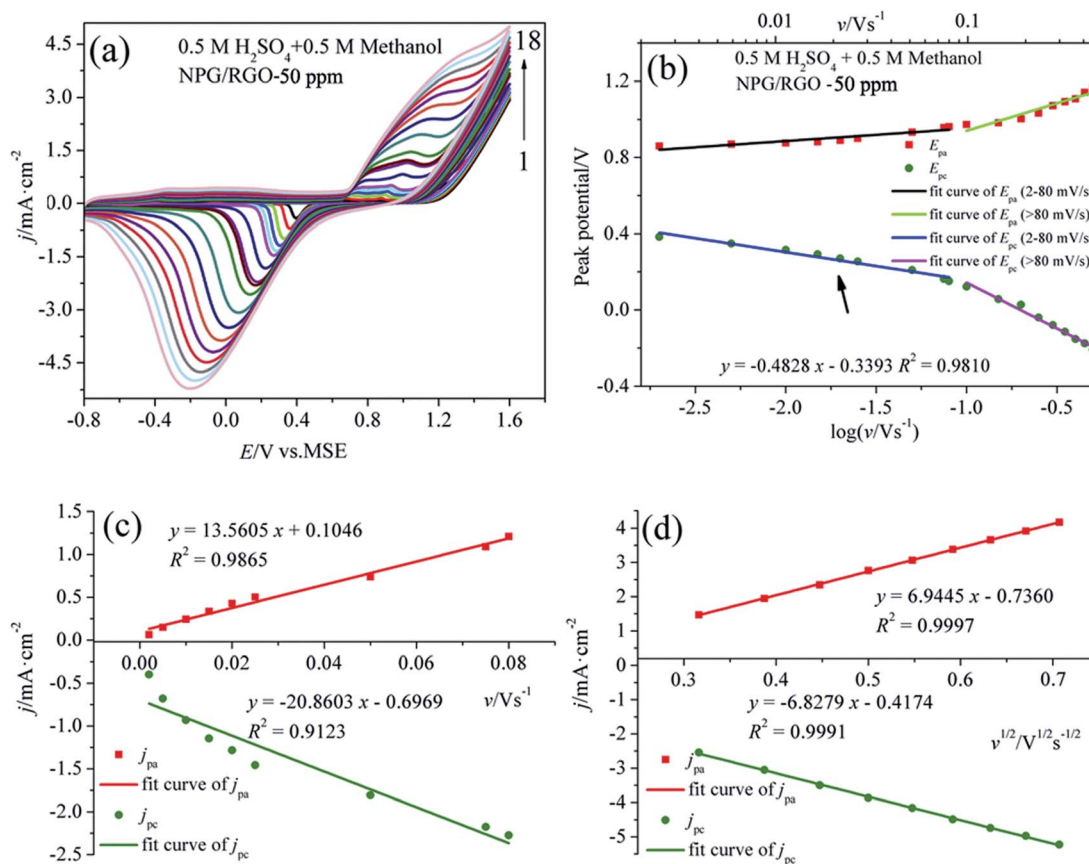 (a)
0.5 M H₂SO₄+0.5 M Methanol
NPG/RGO-50 ppm
18
1
4.5
3.0
1.5
0.0
-1.5
-3.0
-4.5
j/mA·cm⁻²
-0.8 -0.4 0.0 0.4 0.8 1.2 1.6
E/V vs.MSE
v/Vs⁻¹
0.01 0.1
(b)
0.5 M H₂SO₄ + 0.5 M Methanol
NPG/RGO -50 ppm
1.2
0.8
0.4
0.0
-0.4
Peak potential/V
Epa
Epc
fit curve of Epa (2-80 mV/s)
fit curve of Epa (>80 mV/s)
fit curve of Epc (2-80 mV/s)
fit curve of Epc (>80 mV/s)
y = -0.4828 x - 0.3393 R² = 0.9810
-2.5 -2.0 -1.5 -1.0 -0.5
log(v/Vs⁻¹)
(c)
y = 13.5605 x + 0.1046
R² = 0.9865
1.5
1.0
0.5
0.0
0.00 0.02 0.04 0.06 0.08
v/Vs⁻¹
-0.5
-1.0
-1.5
-2.0
-2.5
j/mA·cm⁻²
y = -20.8603 x - 0.6969
R² = 0.9123
jpa
fit curve of jpa
jpc
fit curve of jpc
(d)
4
3
2
1
y = 6.9445 x - 0.7360
R² = 0.9997
0
0.3 0.4 0.5 0.6 0.7
y = -6.8279 x - 0.4174
R² = 0.9991
v¹/²/V¹/²s⁻¹/²
-1
-2
-3
-4
-5
j/mA·cm⁻²
jpa
fit curve of jpa
jpc
fit curve of jpc